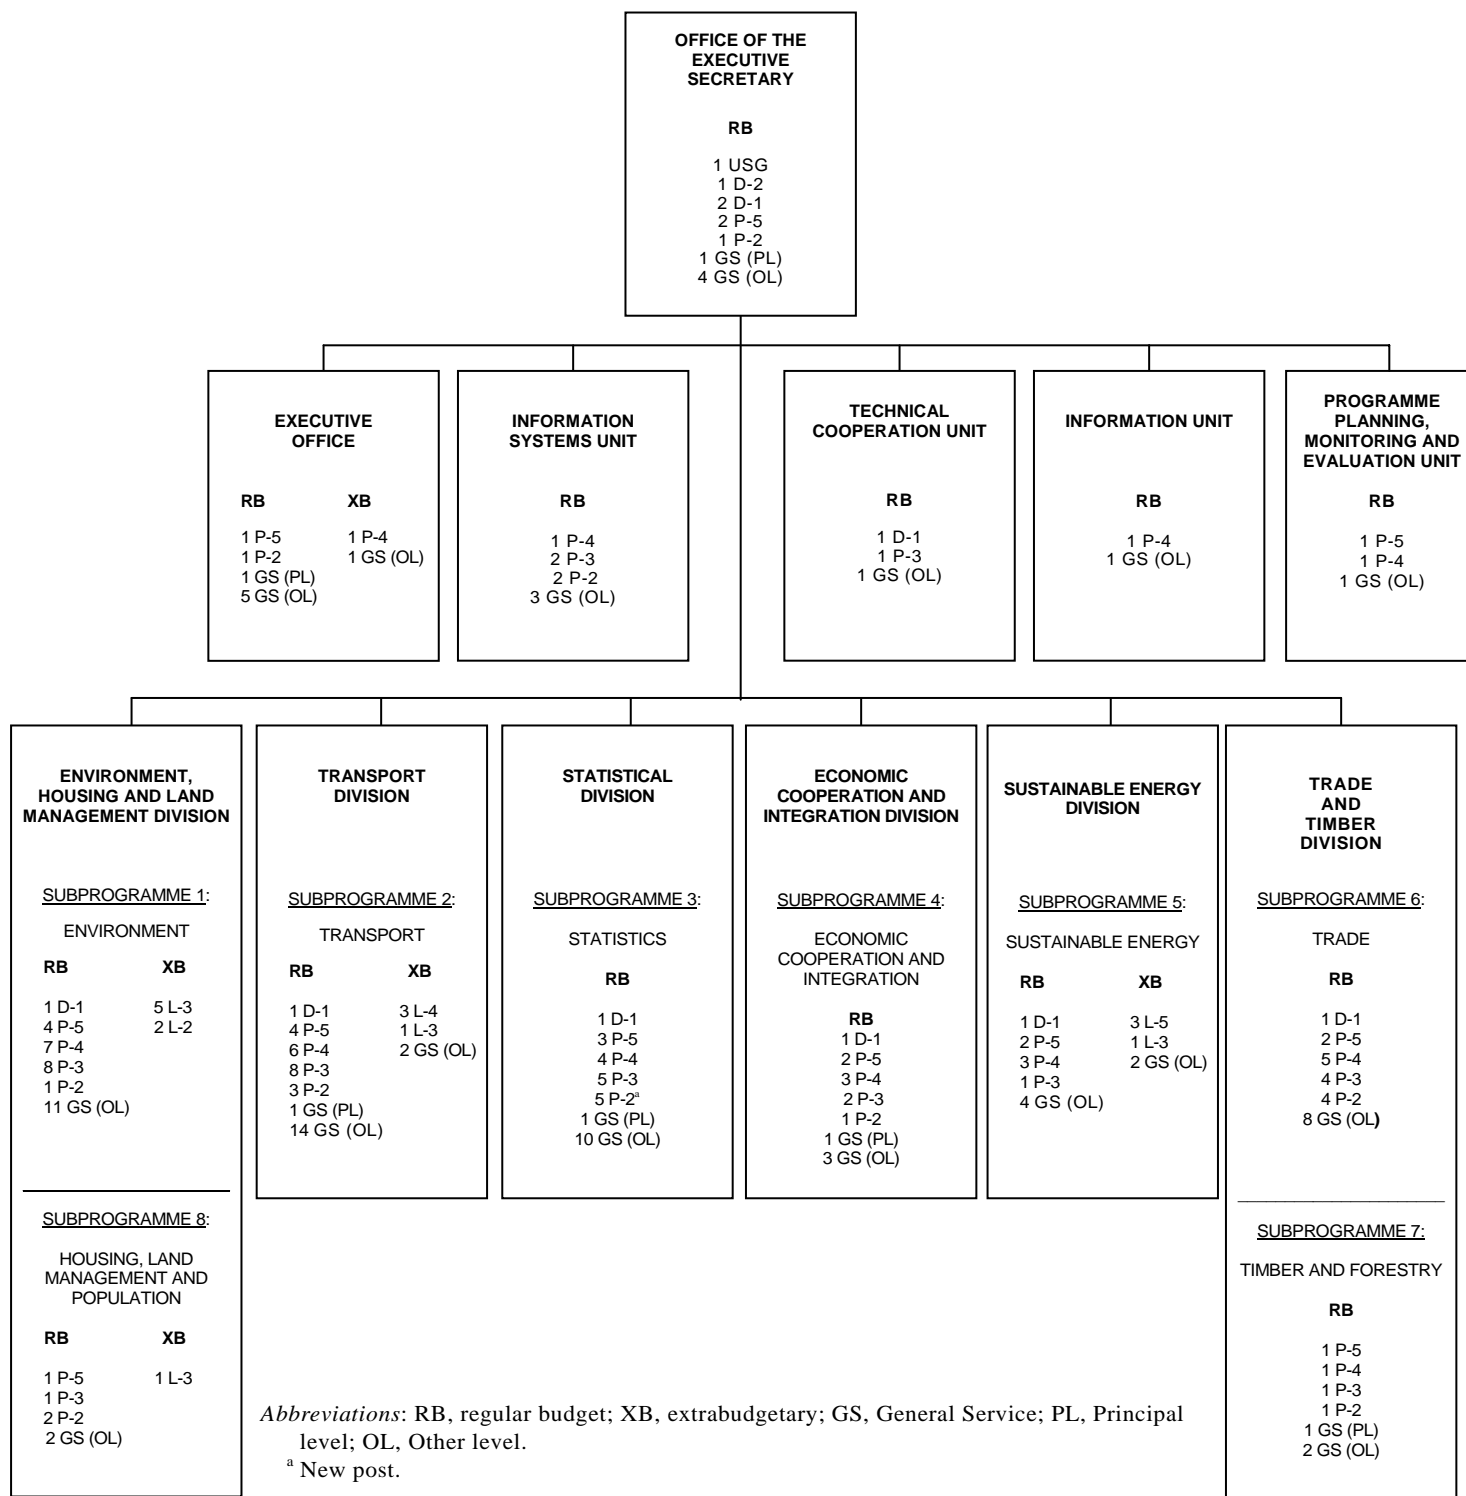 OFFICE OF THE
EXECUTIVE
SECRETARY
RB
1 USG
1 D-2
2 D-1
2 P-5
1 P-2
1 GS (PL)
4 GS (OL)
EXECUTIVE
OFFICE
RB XB
1 P-5 1 P-4
1 P-2 1 GS (OL)
1 GS (PL)
5 GS (OL)
INFORMATION
SYSTEMS UNIT
RB
1 P-4
2 P-3
2 P-2
3 GS (OL)
TECHNICAL
COOPERATION UNIT
RB
1 D-1
1 P-3
1 GS (OL)
INFORMATION UNIT
RB
1 P-4
1 GS (OL)
PROGRAMME
PLANNING,
MONITORING AND
EVALUATION UNIT
RB
1 P-5
1 P-4
1 GS (OL)
ENVIRONMENT,
HOUSING AND LAND
MANAGEMENT DIVISION
SUBPROGRAMME 1:
ENVIRONMENT
RB XB
1 D-1 5 L-3
4 P-5 2 L-2
7 P-4
8 P-3
1 P-2
11 GS (OL)
SUBPROGRAMME 8:
HOUSING, LAND
MANAGEMENT AND
POPULATION
RB XB
1 P-5 1 L-3
1 P-3
2 P-2
2 GS (OL)
TRANSPORT
DIVISION
SUBPROGRAMME 2:
TRANSPORT
RB XB
1 D-1 3 L-4
4 P-5 1 L-3
6 P-4 2 GS (OL)
8 P-3
3 P-2
1 GS (PL)
14 GS (OL)
STATISTICAL
DIVISION
SUBPROGRAMME 3:
STATISTICS
RB
1 D-1
3 P-5
4 P-4
5 P-3
5 P-2ª
1 GS (PL)
10 GS (OL)
ECONOMIC
COOPERATION AND
INTEGRATION DIVISION
SUBPROGRAMME 4:
ECONOMIC
COOPERATION AND
INTEGRATION
RB
1 D-1
2 P-5
3 P-4
2 P-3
1 P-2
1 GS (PL)
3 GS (OL)
SUSTAINABLE ENERGY
DIVISION
SUBPROGRAMME 5:
SUSTAINABLE ENERGY
RB XB
1 D-1 3 L-5
2 P-5 1 L-3
3 P-4 2 GS (OL)
1 P-3
4 GS (OL)
TRADE
AND
TIMBER
DIVISION
SUBPROGRAMME 6:
TRADE
RB
1 D-1
2 P-5
5 P-4
4 P-3
4 P-2
8 GS (OL)
SUBPROGRAMME 7:
TIMBER AND FORESTRY
RB
1 P-5
1 P-4
1 P-3
1 P-2
1 GS (PL)
2 GS (OL)
Abbreviations: RB, regular budget; XB, extrabudgetary; GS, General Service; PL, Principal
level; OL, Other level.
ª New post.